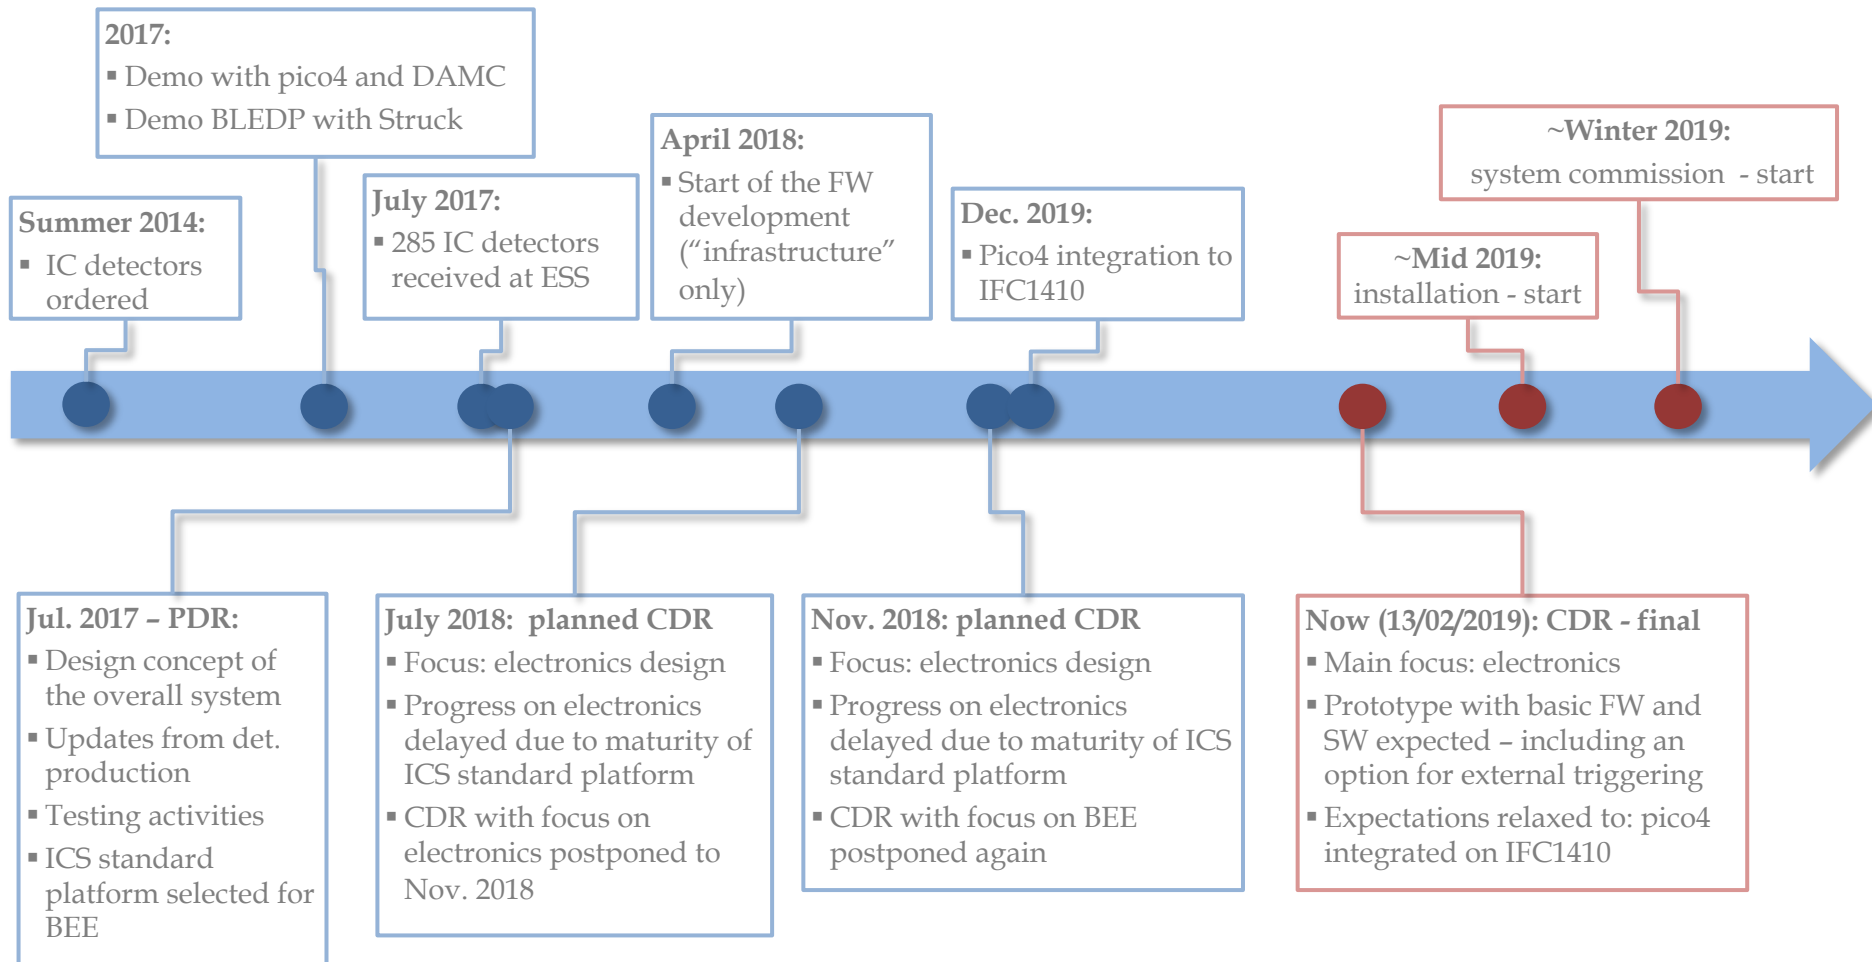 2017:
▪ Demo with pico4 and DAMC
▪ Demo BLEDP with Struck
Summer 2014:
▪ IC detectors
ordered
July 2017:
▪ 285 IC detectors
received at ESS
April 2018:
▪ Start of the FW
development
(“infrastructure”
only)
Dec. 2019:
▪ Pico4 integration to
IFC1410
~Mid 2019:
installation - start
~Winter 2019:
system commission - start
Jul. 2017 – PDR:
▪ Design concept of
the overall system
▪ Updates from det.
production
▪ Testing activities
▪ ICS standard
platform selected for
BEE
July 2018: planned CDR
▪ Focus: electronics design
▪ Progress on electronics
delayed due to maturity of
ICS standard platform
▪ CDR with focus on
electronics postponed to
Nov. 2018
Nov. 2018: planned CDR
▪ Focus: electronics design
▪ Progress on electronics
delayed due to maturity of ICS
standard platform
▪ CDR with focus on BEE
postponed again
Now (13/02/2019): CDR - final
▪ Main focus: electronics
▪ Prototype with basic FW and
SW expected – including an
option for external triggering
▪ Expectations relaxed to: pico4
integrated on IFC1410